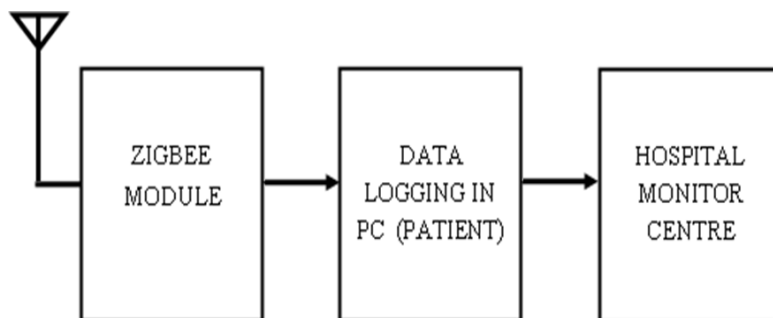 ZIGBEE
MODULE
DATA
LOGGING IN
PC (PATIENT)
HOSPITAL
MONITOR
CENTRE